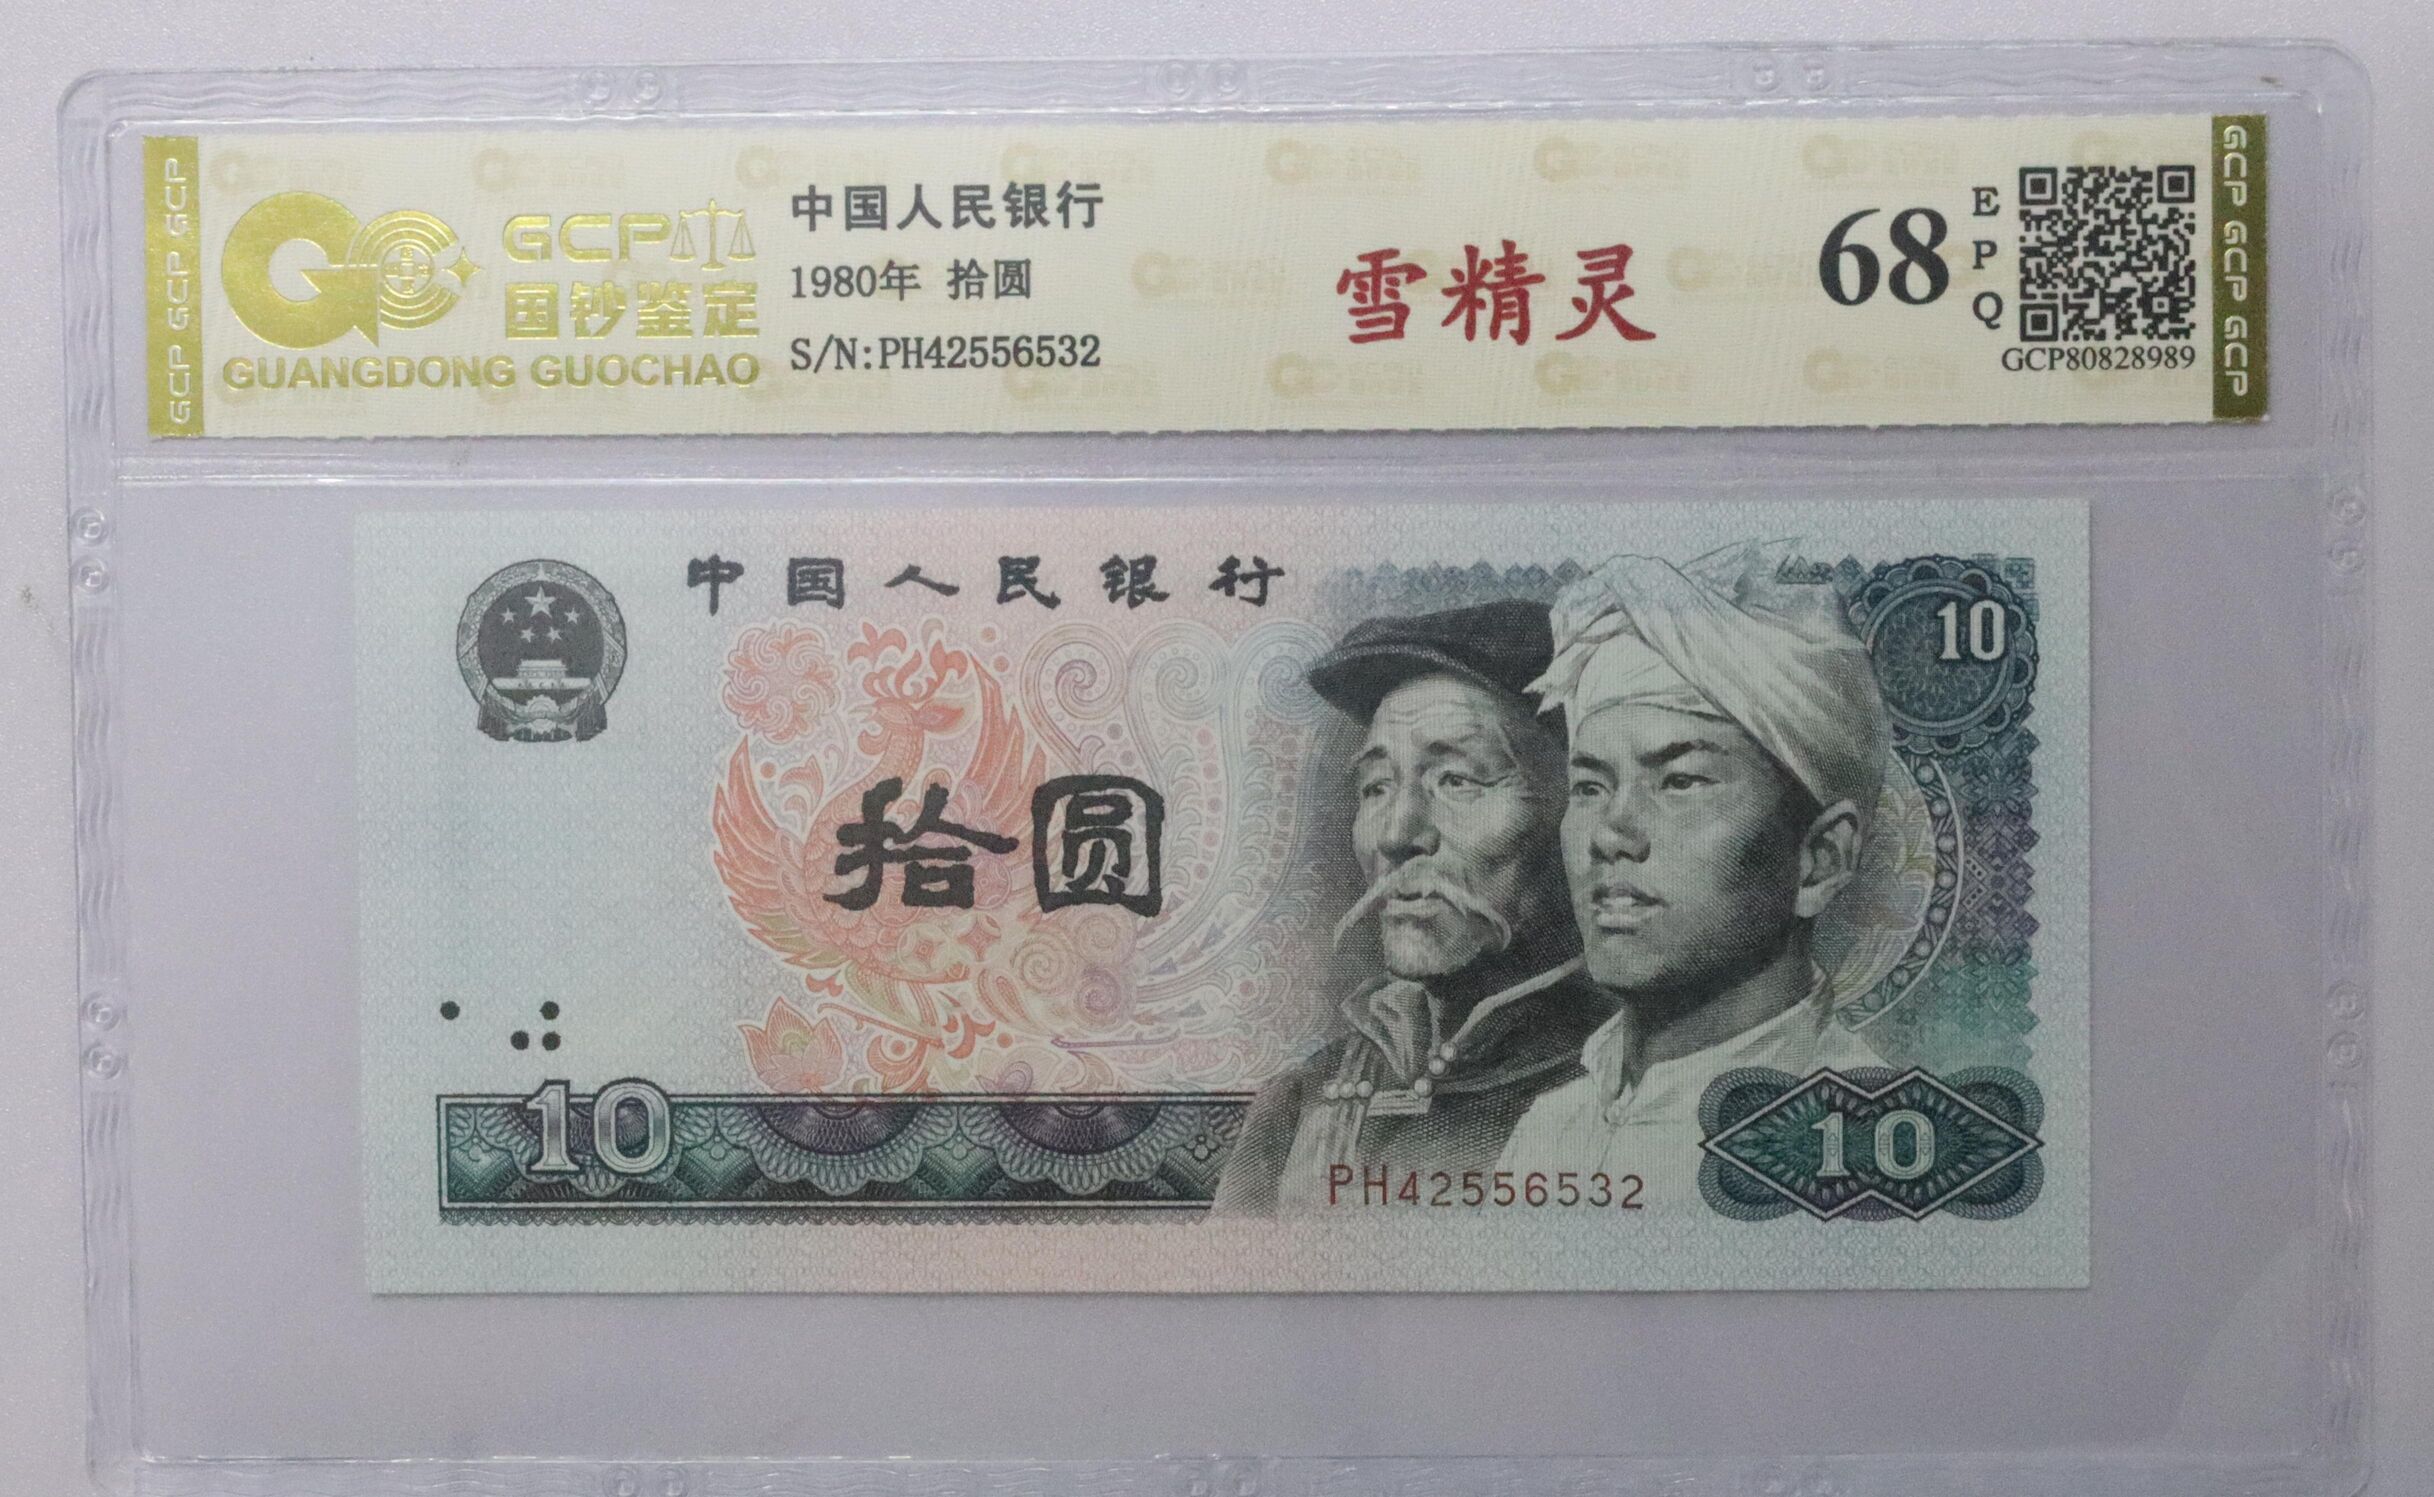 GCP GCP GCP
GCP
国钞鉴定
GUANGDONG GUOCHAO
中国人民银行
1980年 拾圆
S/N:PH42556532
雪精灵
68
EPQ
GCP80828989
GCP GCP GCP
中国人民银行
10
拾圆
10
PH42556532
10